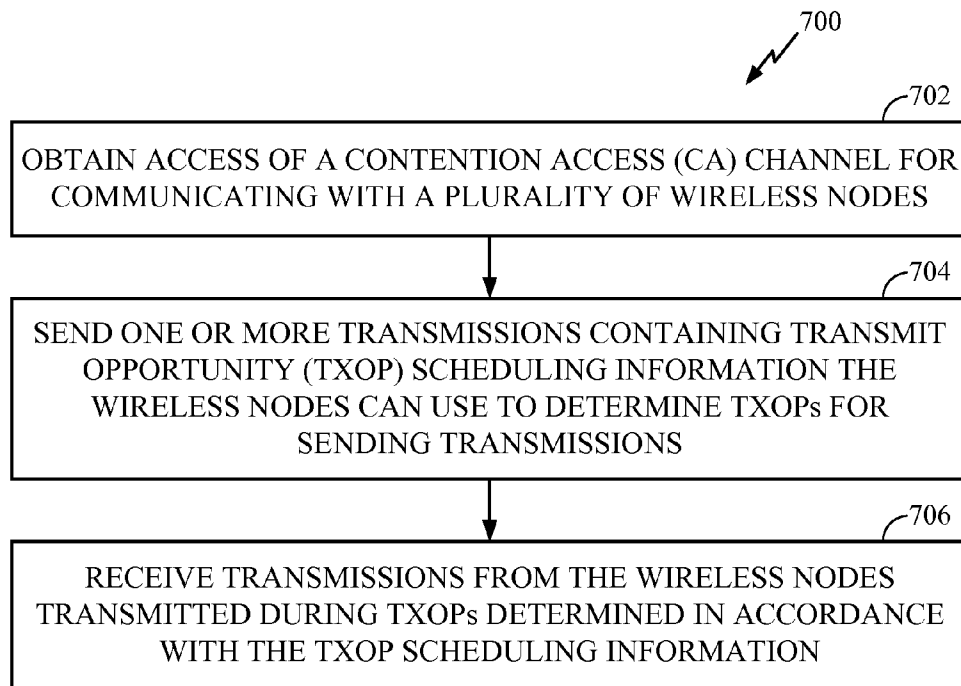 700
702
OBTAIN ACCESS OF A CONTENTION ACCESS (CA) CHANNEL FOR
COMMUNICATING WITH A PLURALITY OF WIRELESS NODES
704
SEND ONE OR MORE TRANSMISSIONS CONTAINING TRANSMIT
OPPORTUNITY (TXOP) SCHEDULING INFORMATION THE
WIRELESS NODES CAN USE TO DETERMINE TXOPs FOR
SENDING TRANSMISSIONS
706
RECEIVE TRANSMISSIONS FROM THE WIRELESS NODES
TRANSMITTED DURING TXOPs DETERMINED IN ACCORDANCE
WITH THE TXOP SCHEDULING INFORMATION